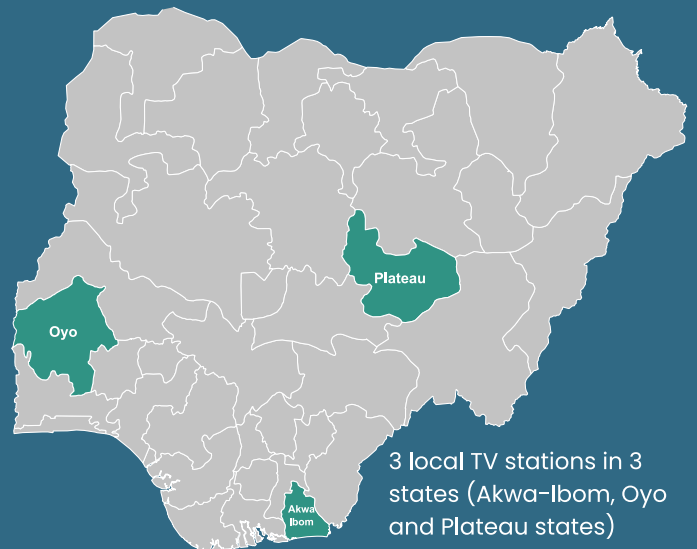 Plateau
Oyo
Akwa
Ibom
3 local TV stations in 3
states (Akwa-Ibom, Oyo
and Plateau states)